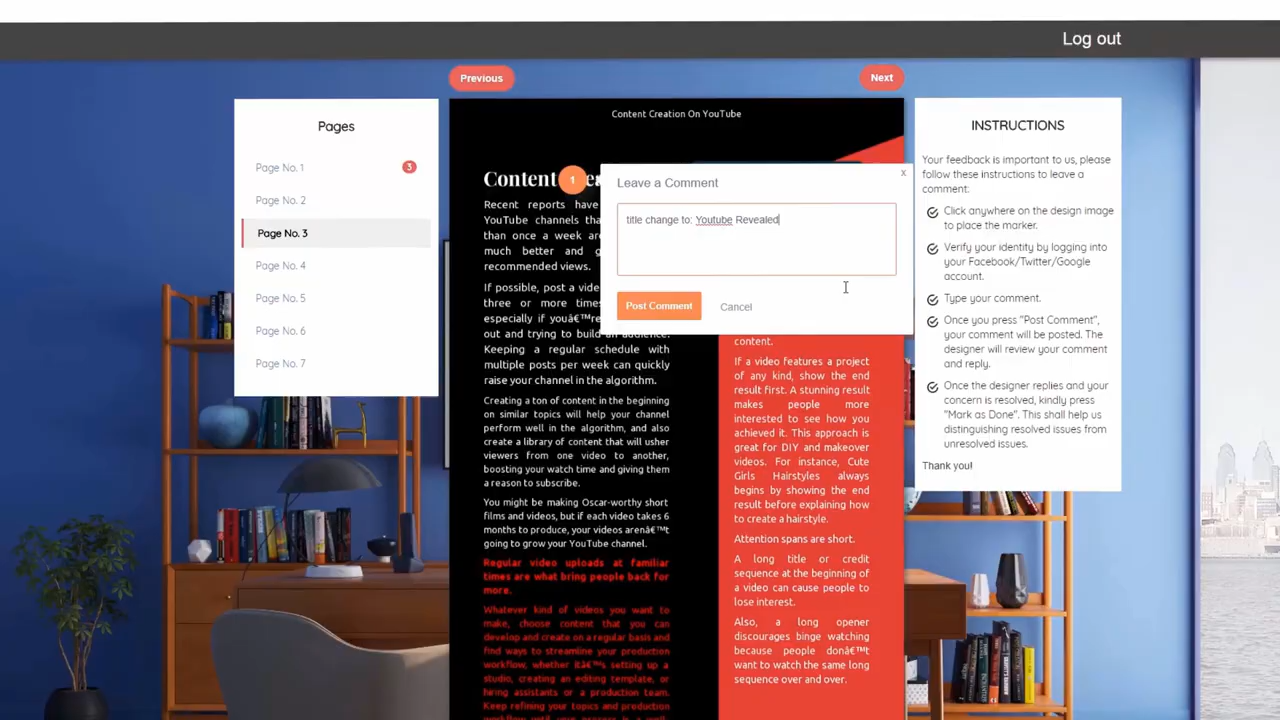 Log out
Previous
Next
Pages
Page No. 1
3
Page No. 2
Page No. 3
Page No. 4
Page No. 5
Page No. 6
Page No. 7
Content Creation On YouTube
Content
1
Recent reports have
YouTube channels tha
than once a week are
much better and g
recommended views.
If possible, post a vide
three or more times
especially if youâ€™re
out and trying to build an audience.
Keeping a regular schedule with
multiple posts per week can quickly
raise your channel in the algorithm.
Creating a ton of content in the beginning
on similar topics will help your channel
perform well in the algorithm, and also
create a library of content that will usher
viewers from one video to another,
boosting your watch time and giving them
a reason to subscribe.
You might be making Oscar-worthy short
films and videos, but if each video takes 6
months to produce, your videos arenâ€™t
going to grow your YouTube channel.
Regular video uploads at familiar
times are what bring people back for
more.
Whatever kind of videos you want to
make, choose content that you can
develop and create on a regular basis and
find ways to streamline your production
workflow, whether itâ€™s setting up a
studio, creating an editing template, or
hiring assistants or a production team.
Keep refining your topics and production
Leave a Comment
x
title change to: Youtube Revealed
Post Comment
Cancel
content.
If a video features a project
of any kind, show the end
result first. A stunning result
makes people more
interested to see how you
achieved it. This approach is
great for DIY and makeover
videos. For instance, Cute
Girls Hairstyles always
begins by showing the end
result before explaining how
to create a hairstyle.
Attention spans are short.
A long title or credit
sequence at the beginning of
a video can cause people to
lose interest.
Also, a long opener
discourages binge watching
because people donâ€™t
want to watch the same long
sequence over and over.
INSTRUCTIONS
Your feedback is important to us, please
follow these instructions to leave a
comment:
Click anywhere on the design image
to place the marker.
Verify your identity by logging into
your Facebook/Twitter/Google
account.
Type your comment.
Once you press "Post Comment",
your comment will be posted. The
designer will review your comment
and reply.
Once the designer replies and your
concern is resolved, kindly press
"Mark as Done". This shall help us
distinguishing resolved issues from
unresolved issues.
Thank you!